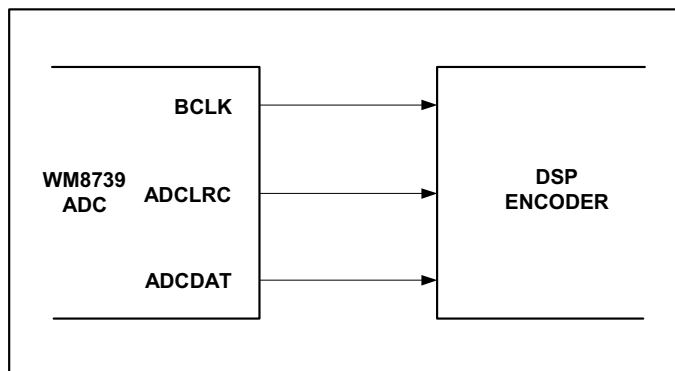 BCLK
WM8739
ADC
ADCLRC
ADCDAT
DSP
ENCODER